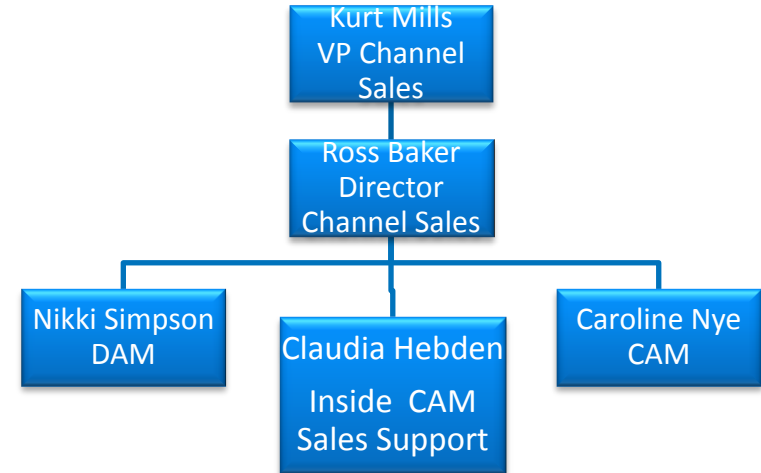 Kurt Mills
VP Channel
Sales
Ross Baker
Director
Channel Sales
Nikki Simpson
DAM
Claudia Hebden
Inside CAM
Sales Support
Caroline Nye
CAM